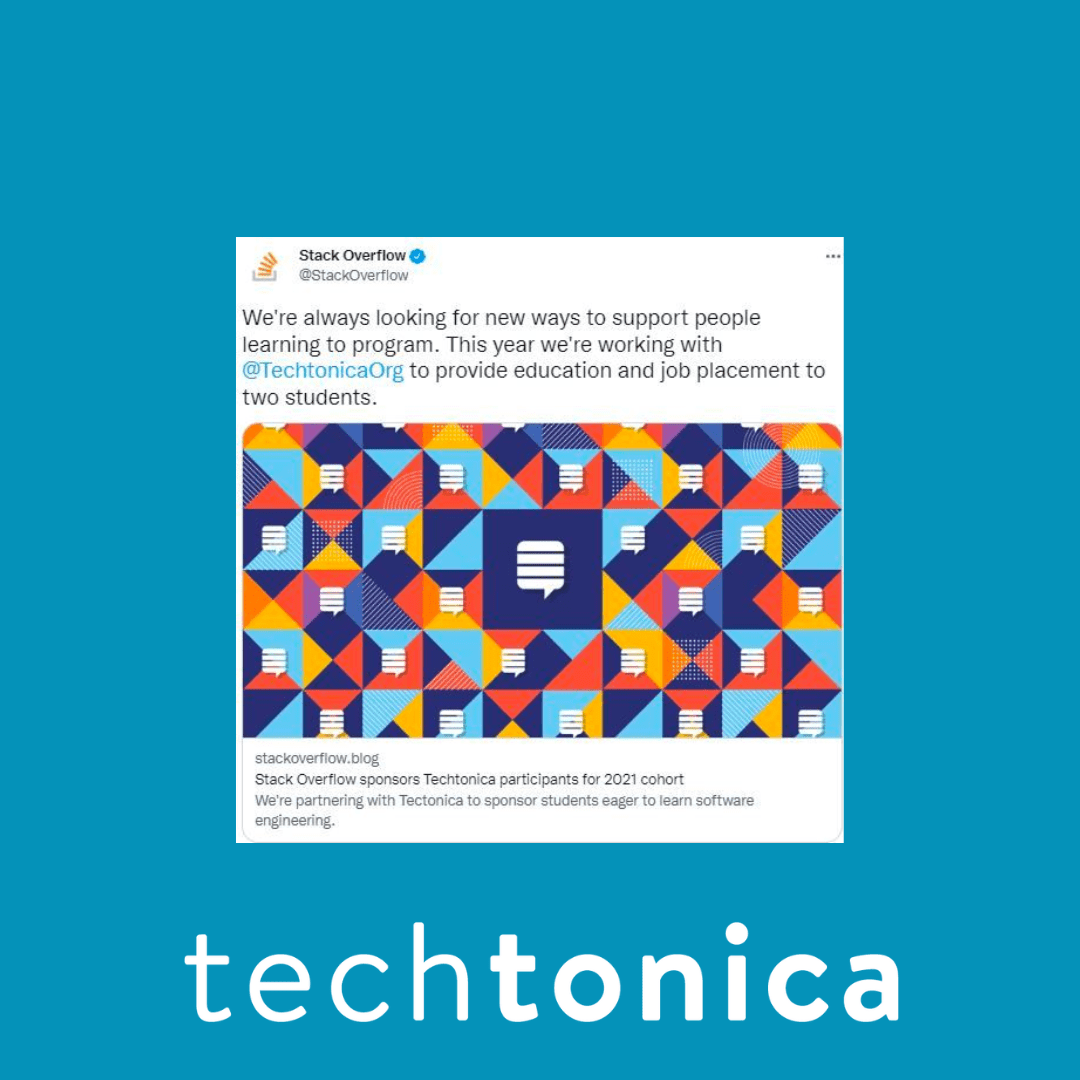 Stack Overflow
@StackOverflow
We're always looking for new ways to support people
learning to program. This year we're working with
@TechtonicaOrg to provide education and job placement to
two students.
stackoverflow.blog
Stack Overflow sponsors Techtonica participants for 2021 cohort
We're partnering with Tectonica to sponsor students eager to learn software
engineering.
techtonica